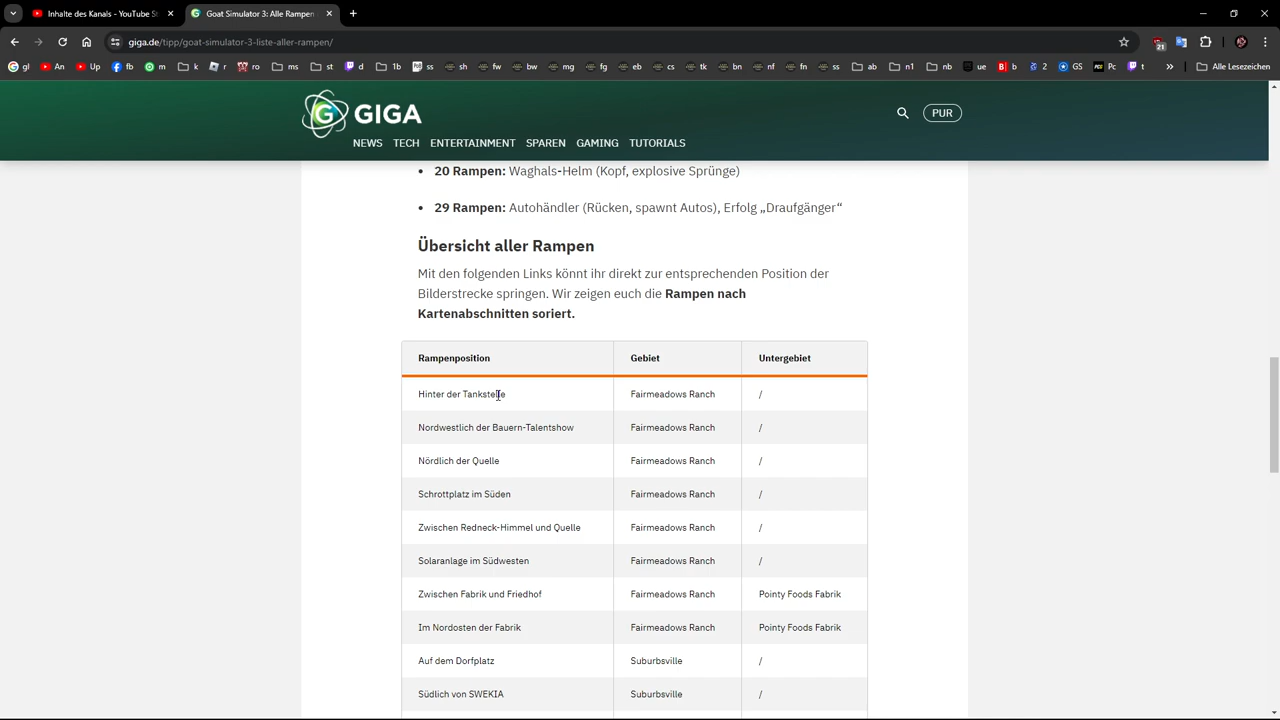 Inhalte des Kanals - YouTube St
Goat Simulator 3: Alle Rampen
giga.de/tipp/goat-simulator-3-liste-aller-rampen/
21
gl An Up fb m k ro ms st d 1b ss sh fw bw mg fg eb cs tk en rf fn ss ab n1 nb ue b 2 GS Pc t » Alle Lesezeichen
GIGA
PUR
NEWS TECH ENTERTAINMENT SPAREN GAMING TUTORIALS
• 20 Rampen: Waghals-Helm (Kopf, explosive Sprünge)
• 29 Rampen: Autohändler (Rücken, spawnt Autos), Erfolg „Draufgänger“
Übersicht aller Rampen
Mit den folgenden Links könnt ihr direkt zur entsprechenden Position der
Bilderstrecke springen. Wir zeigen euch die Rampen nach
Kartenabschnitten soriert.
Rampenposition Gebiet Untergebiet
Hinter der Tankstelle Fairmeadows Ranch /
Nordwestlich der Bauern-Talentshow Fairmeadows Ranch /
Nördlich der Quelle Fairmeadows Ranch /
Schrottplatz im Süden Fairmeadows Ranch /
Zwischen Redneck-Himmel und Quelle Fairmeadows Ranch /
Solaranlage im Südwesten Fairmeadows Ranch /
Zwischen Fabrik und Friedhof Fairmeadows Ranch Pointy Foods Fabrik
Im Nordosten der Fabrik Fairmeadows Ranch Pointy Foods Fabrik
Auf dem Dorfplatz Suburbsville /
Südlich von SWEKIA Suburbsville /